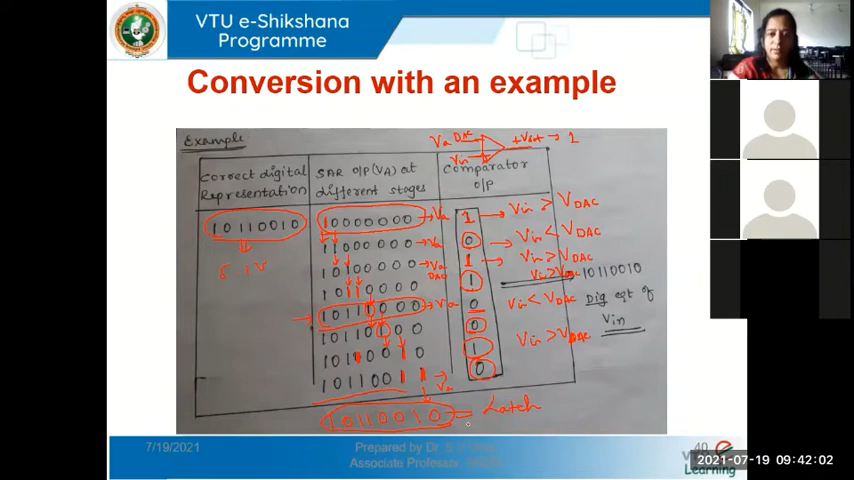 VTU e-Shikshana
Programme
Conversion with an example
Example
Correct digital
Representation
SAR O/P (VA) at
different stages
Comparator
O/P
Va DAC
Vin
+Vsat → 1
10110010
5.1V
10000000 → Va
11000000 → Va
10100000 → Va
DAC
10110000
10111000 → Va
10110100
10110010
10110011 → Va
1
0
1
1
0
0
1
0
Vin > VDAC
Vin < VDAC
Vin > VDAC
Vin > VDAC
10110010
Vin < VDAC
Dig eqt of
Vin
Vin > VDAC
10110010 = Latch
7/19/2021
Prepared by Dr.
Associate Professor,
40
e
Learning
2021-07-19 09:42:02